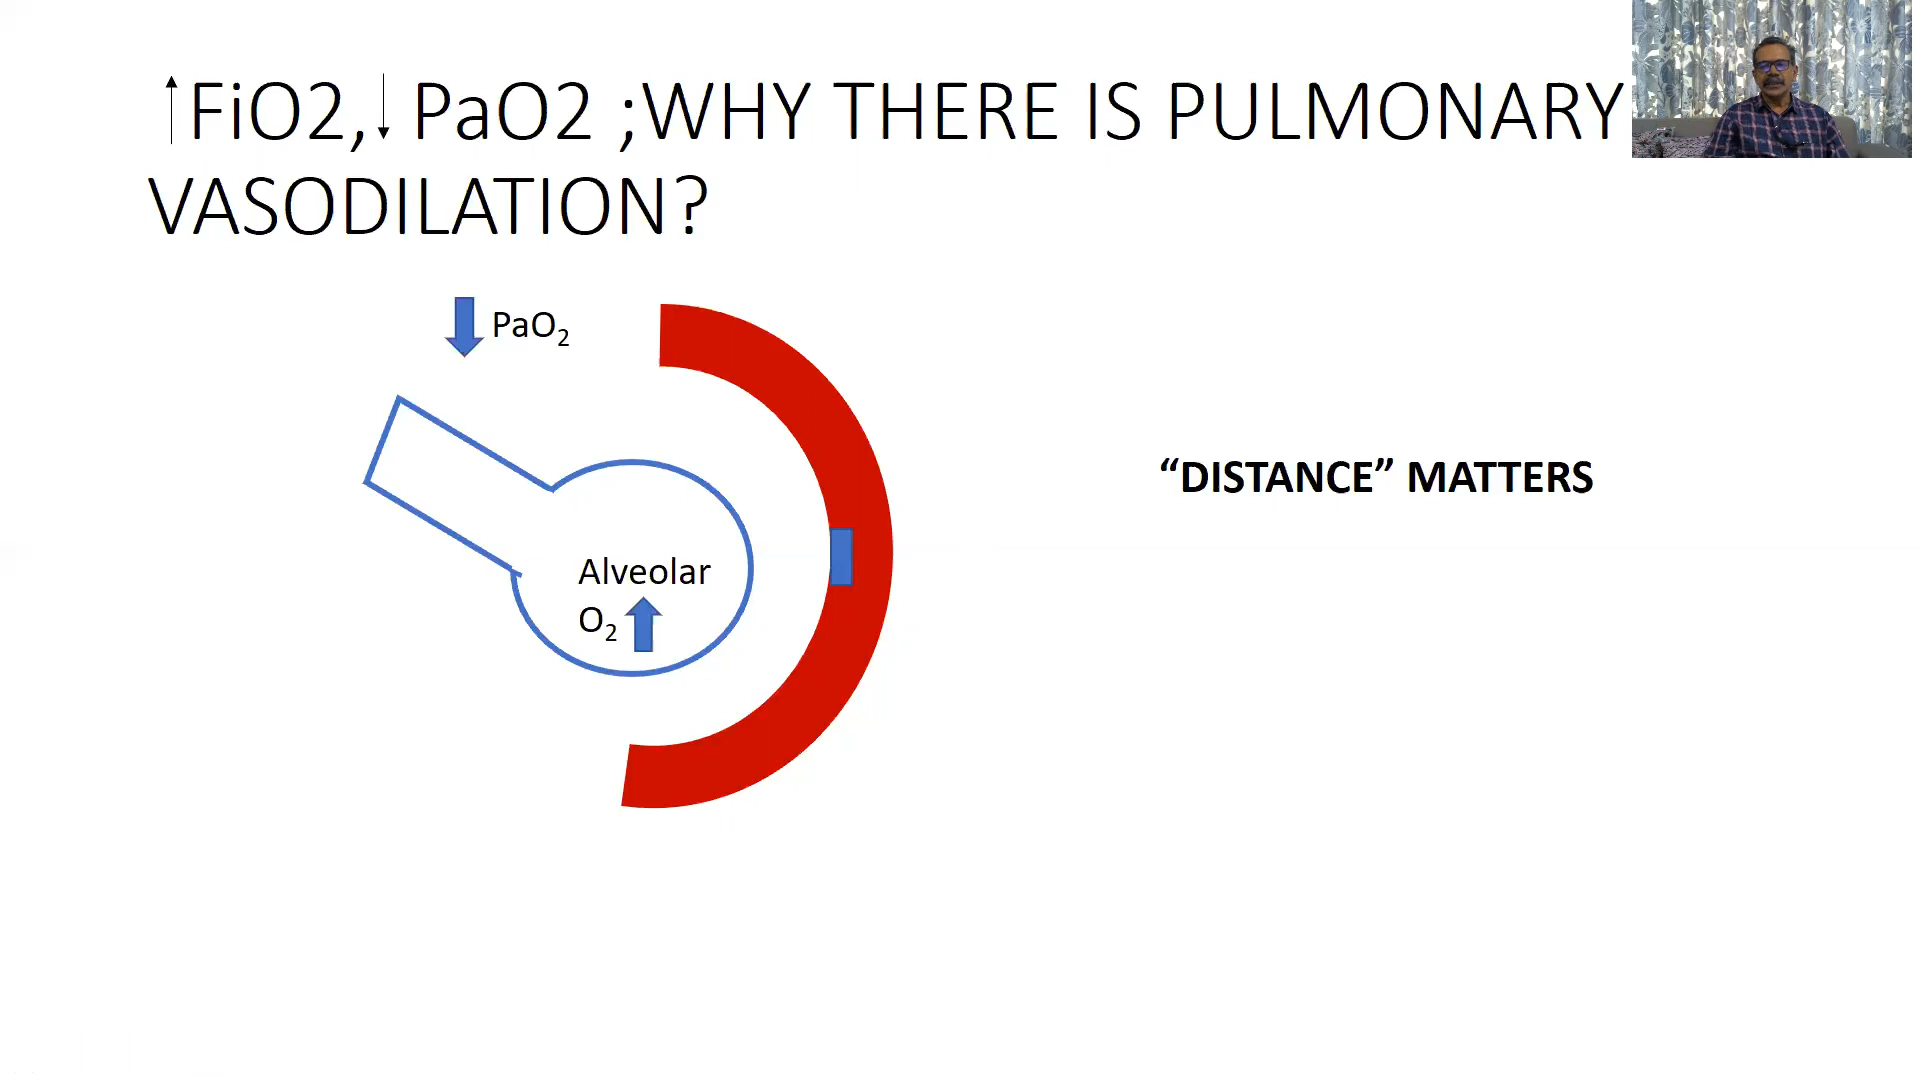 ↑FiO2,↓ PaO2 ;WHY THERE IS PULMONARY
VASODILATION?
PaO₂
Alveolar
O₂
“DISTANCE” MATTERS